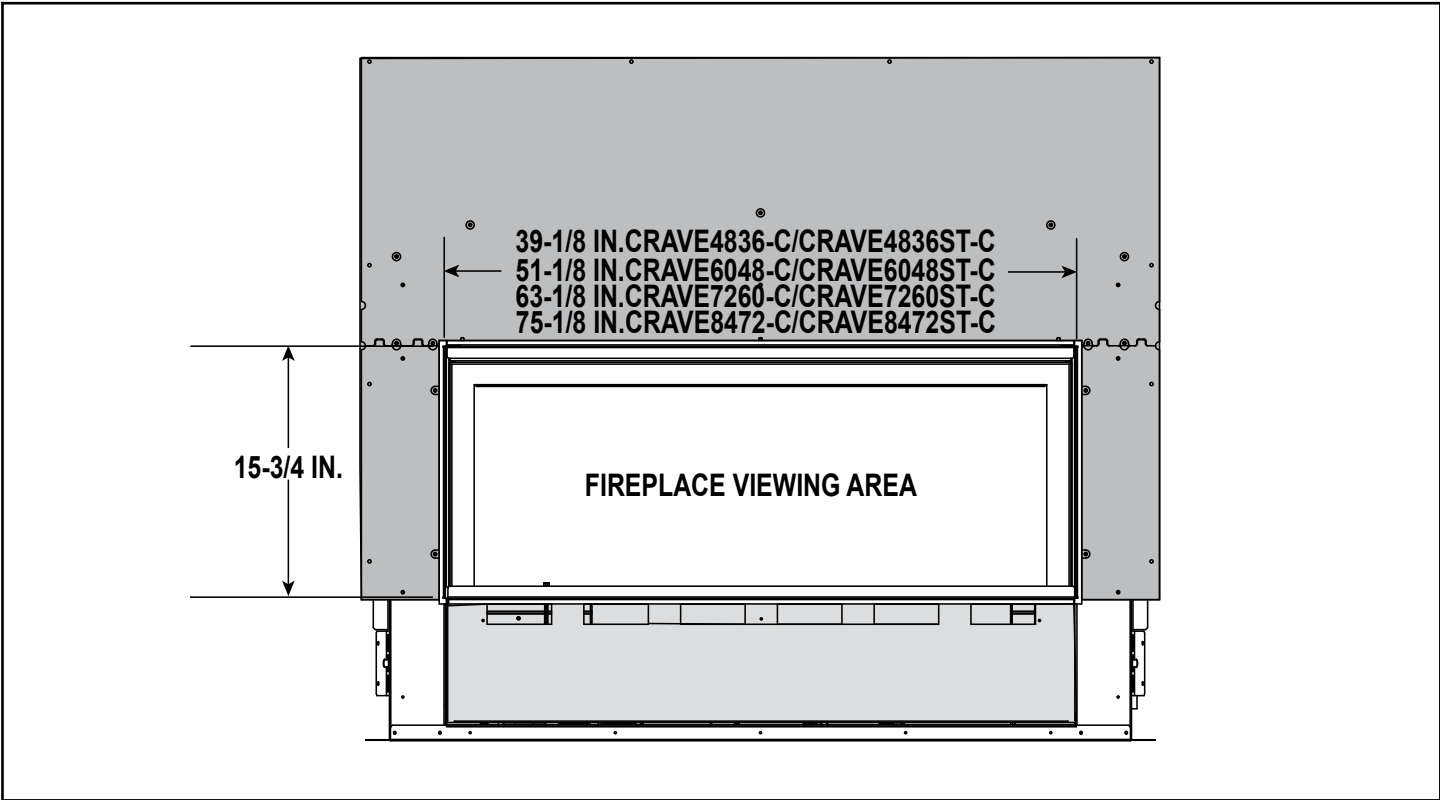 39-1/8 IN.CRAVE4836-C/CRAVE4836ST-C
51-1/8 IN.CRAVE6048-C/CRAVE6048ST-C
63-1/8 IN.CRAVE7260-C/CRAVE7260ST-C
75-1/8 IN.CRAVE8472-C/CRAVE8472ST-C
15-3/4 IN.
FIREPLACE VIEWING AREA